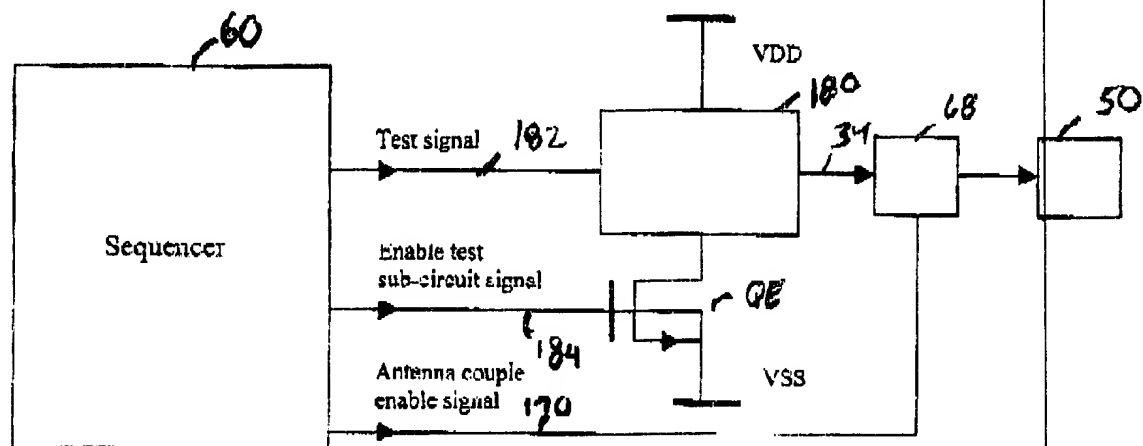 60
VDD
180
68
50
Test signal
182
34
Sequencer
Enable test
sub-circuit signal
QE
184
Antenna couple
enable signal
170
VSS